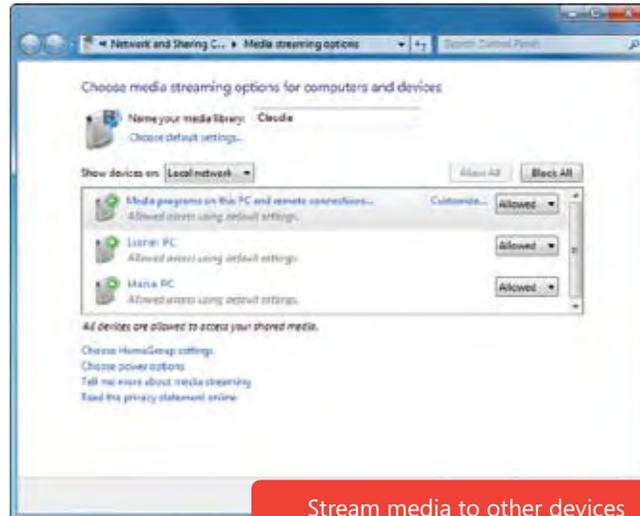 Network and Sharing C... Media streaming options
Search Control Panel
Choose media streaming options for computers and devices
Name your media library: Claudia
Choose default settings...
Show devices on: Local network
Allow All Block All
Media programs on this PC and remote connections...
Customize... Allowed
Allowed access using default settings.
Lionel PC
Allowed
Allowed access using default settings.
Maria PC
Allowed
Allowed access using default settings.
All devices are allowed to access your shared media.
Choose HomeGroup settings
Choose power options
Tell me more about media streaming
Read the privacy statement online
Stream media to other devices